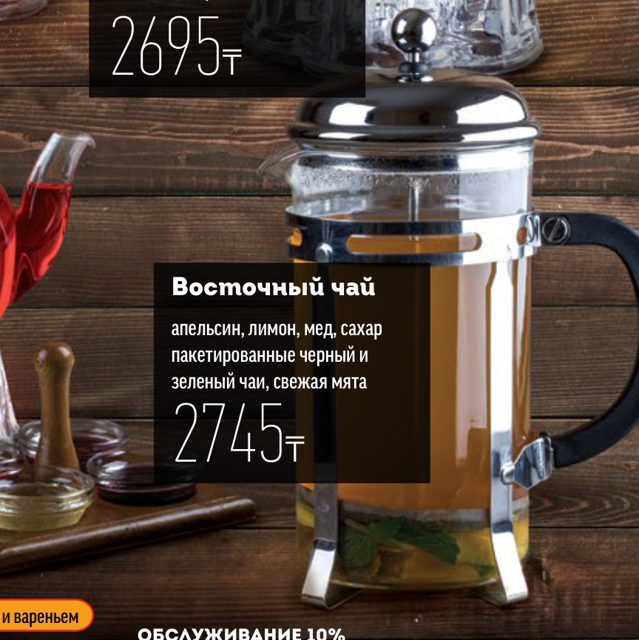 2695₸
Восточный чай
апельсин, лимон, мед, сахар
пакетированные черный и
зеленый чаи, свежая мята
2745₸
и вареньем
ОБСЛУЖИВАНИЕ 10%